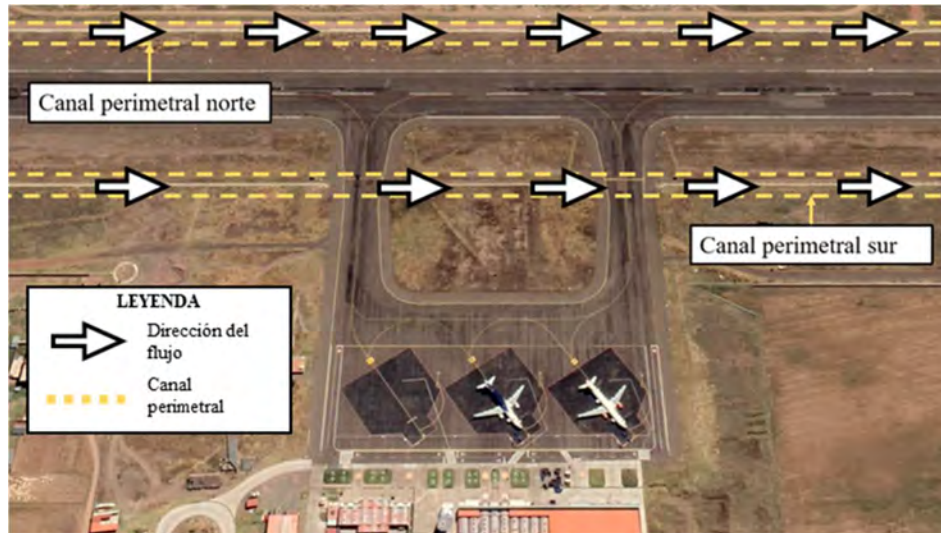 Canal perimetral norte
Canal perimetral sur
LEYENDA
Dirección del
flujo
Canal
perimetral